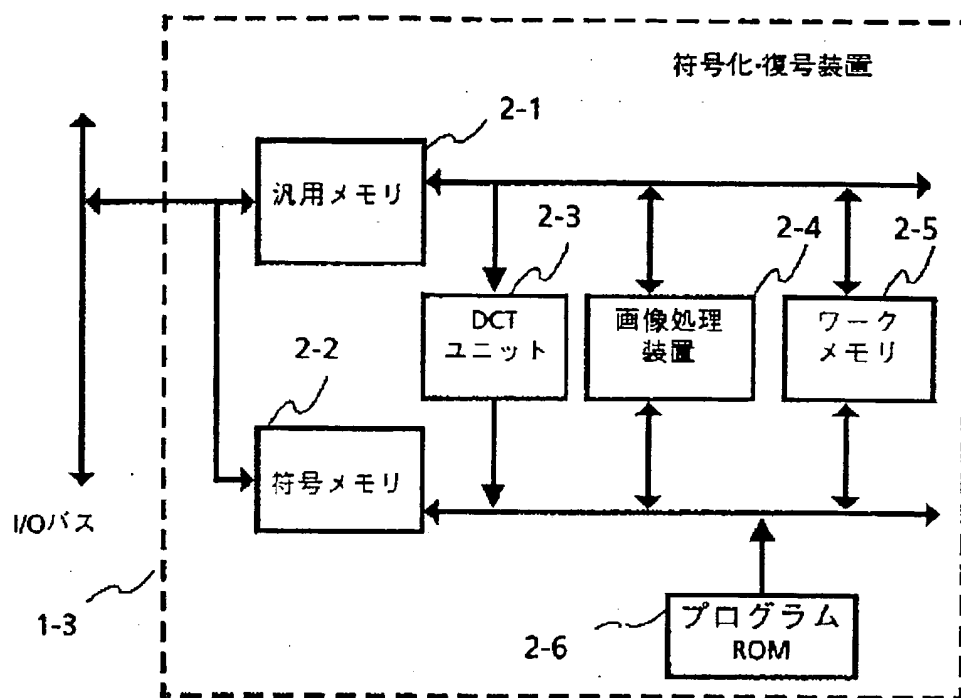 符号化・復号装置
2-1
汎用メモリ
2-3
2-4
2-5
DCT
ユニット
画像処理
装置
ワーク
メモリ
2-2
符号メモリ
I/Oバス
1-3
2-6
プログラム
ROM